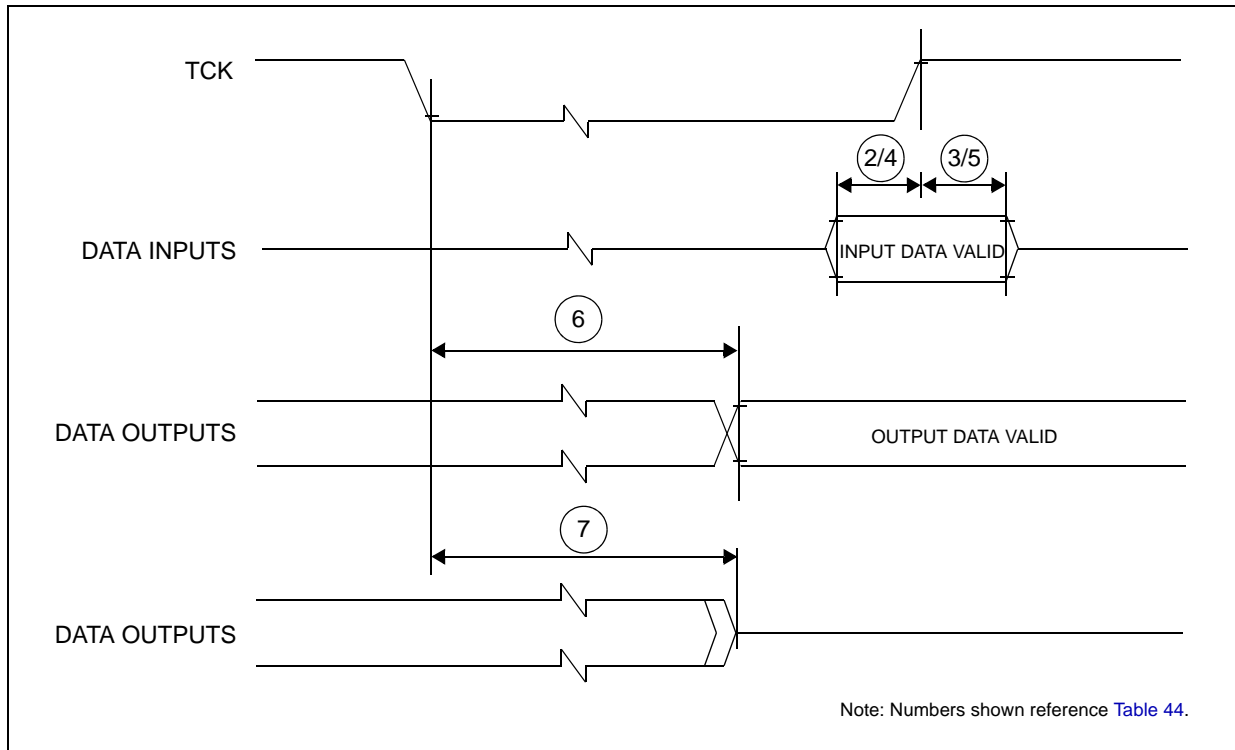 TCK
2/4
3/5
DATA INPUTS
INPUT DATA VALID
6
DATA OUTPUTS
OUTPUT DATA VALID
7
DATA OUTPUTS
Note: Numbers shown reference Table 44.